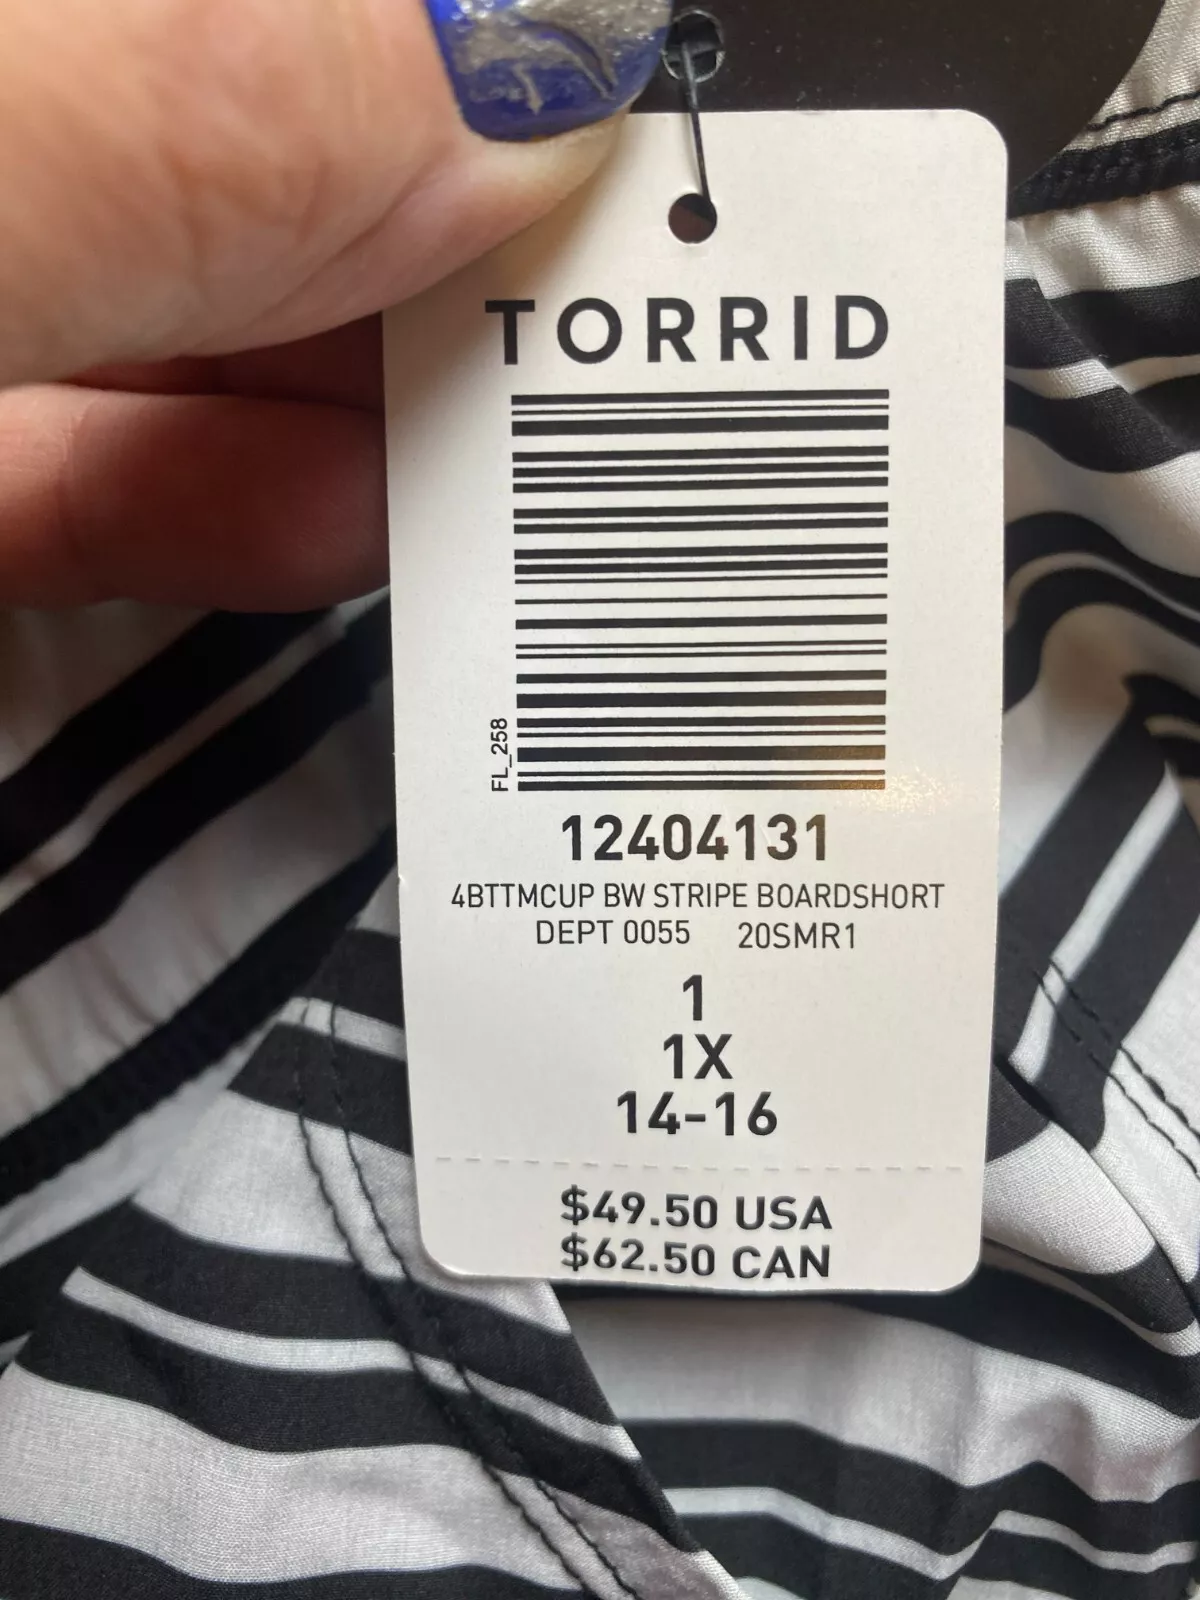 TORRID
FL_258
12404131
4BTTMCUP BW STRIPE BOARDSHORT
DEPT 0055 20SMR1
1
1X
14-16
$49.50 USA
$62.50 CAN